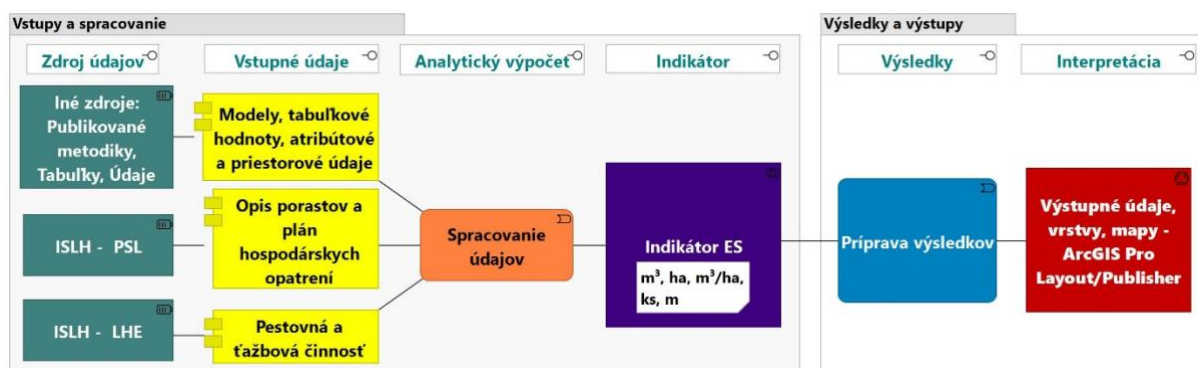 Vstupy a spracovanie
Výsledky a výstupy
Zdroj údajov
Vstupné údaje
Analytický výpočet
Indikátor
Výsledky
Interpretácia
Iné zdroje:
Publikované
metodiky,
Tabuľky, Údaje
Modely, tabuľkové
hodnoty, atribútové
a priestorové údaje
ISLH - PSL
Opis porastov a
plán
hospodárskych
opatrení
ISLH - LHE
Pestovná a
ťažbová činnosť
Spracovanie
údajov
Indikátor ES
m³, ha, m³/ha,
ks, m
Príprava výsledkov
Výstupné údaje,
vrstvy, mapy -
ArcGIS Pro
Layout/Publisher